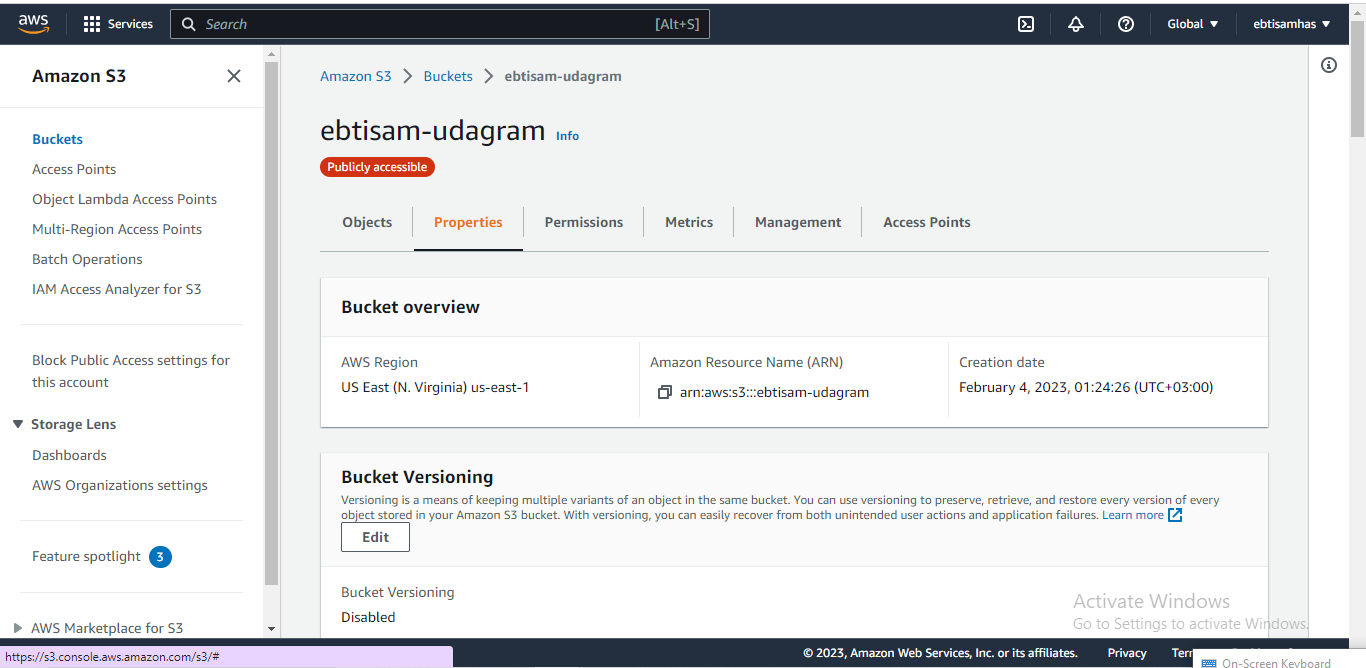 aws
Services
Search
[Alt+S]
Global
ebtisamhas
Amazon S3
Buckets
Access Points
Object Lambda Access Points
Multi-Region Access Points
Batch Operations
IAM Access Analyzer for S3
Block Public Access settings for
this account
Storage Lens
Dashboards
AWS Organizations settings
Feature spotlight 3
AWS Marketplace for S3
Amazon S3 > Buckets > ebtisam-udagram
ebtisam-udagram Info
Publicly accessible
Objects
Properties
Permissions
Metrics
Management
Access Points
Bucket overview
AWS Region
US East (N. Virginia) us-east-1
Amazon Resource Name (ARN)
arn:aws:s3:::ebtisam-udagram
Creation date
February 4, 2023, 01:24:26 (UTC+03:00)
Bucket Versioning
Versioning is a means of keeping multiple variants of an object in the same bucket. You can use versioning to preserve, retrieve, and restore every version of every
object stored in your Amazon S3 bucket. With versioning, you can easily recover from both unintended user actions and application failures. Learn more
Edit
Bucket Versioning
Disabled
Activate Windows
Go to Settings to activate Windows.
https://s3.console.aws.amazon.com/s3/#
© 2023, Amazon Web Services, Inc. or its affiliates.
Privacy
On-Screen Keyboard